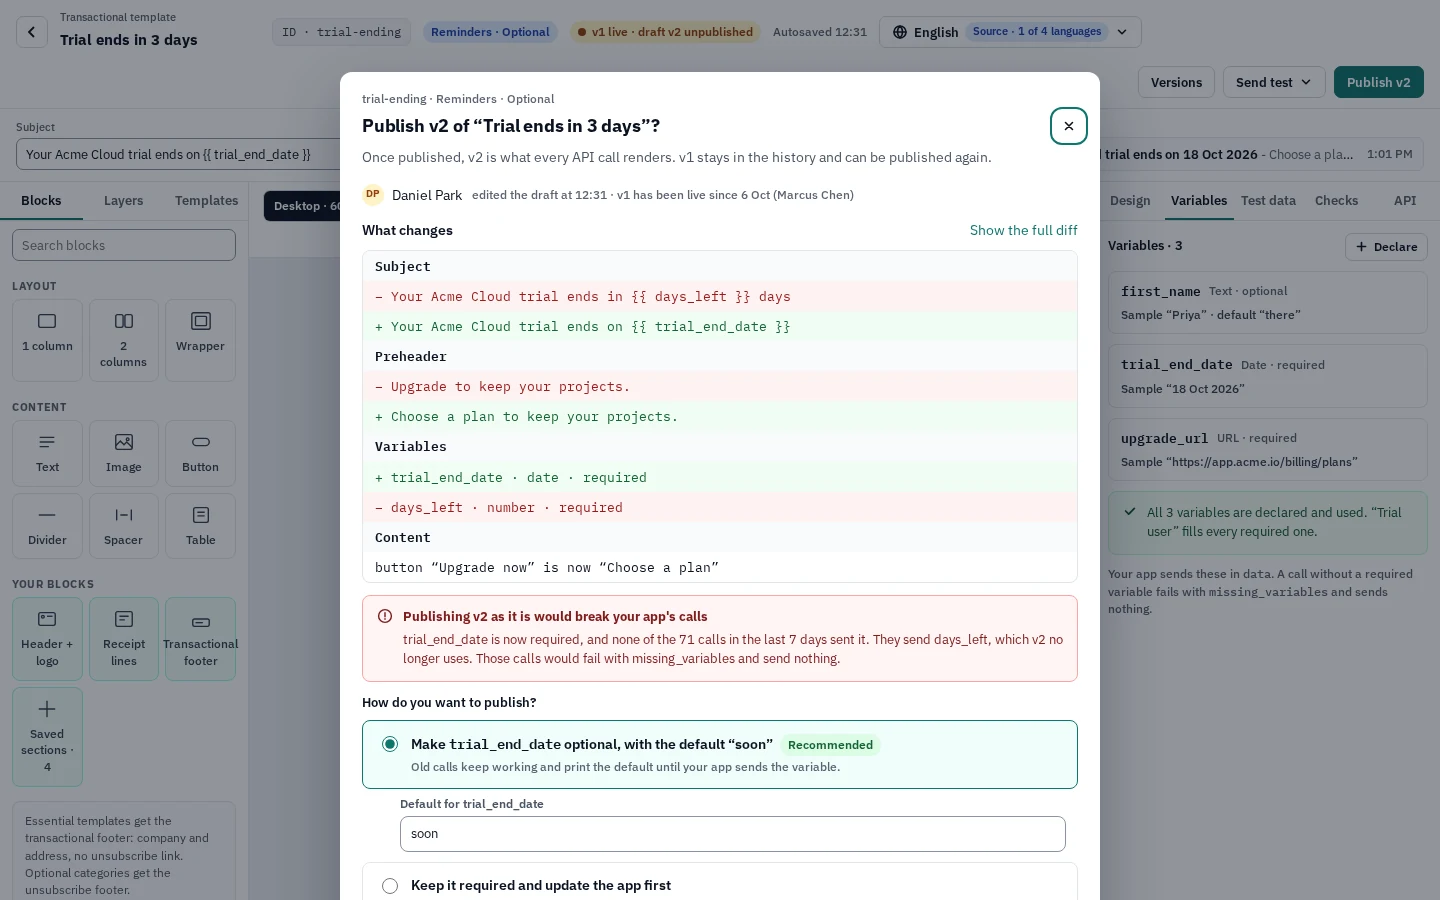 Transactional template
Trial ends in 3 days
ID · trial-ending
Reminders · Optional
v1 live · draft v2 unpublished
Autosaved 12:31
English
Source · 1 of 4 languages
Versions
Send test
Publish v2
Subject
Your Acme Cloud trial ends on {{ trial_end_date }}
trial ends on 18 Oct 2026 - Choose a pla...
1:01 PM
Blocks
Layers
Templates
Search blocks
LAYOUT
1 column
2 columns
Wrapper
CONTENT
Text
Image
Button
Divider
Spacer
Table
YOUR BLOCKS
Header + logo
Receipt lines
Transactional footer
Saved sections · 4
Essential templates get the
transactional footer: company and
address, no unsubscribe link.
Optional categories get the
unsubscribe footer.
Desktop · 60
trial-ending · Reminders · Optional
Publish v2 of “Trial ends in 3 days”?
Once published, v2 is what every API call renders. v1 stays in the history and can be published again.
DP
Daniel Park
edited the draft at 12:31 · v1 has been live since 6 Oct (Marcus Chen)
What changes
Show the full diff
Subject
− Your Acme Cloud trial ends in {{ days_left }} days
+ Your Acme Cloud trial ends on {{ trial_end_date }}
Preheader
− Upgrade to keep your projects.
+ Choose a plan to keep your projects.
Variables
+ trial_end_date · date · required
− days_left · number · required
Content
button “Upgrade now” is now “Choose a plan”
Publishing v2 as it is would break your app's calls
trial_end_date is now required, and none of the 71 calls in the last 7 days sent it. They send days_left, which v2 no
longer uses. Those calls would fail with missing_variables and send nothing.
How do you want to publish?
Make trial_end_date optional, with the default “soon”
Recommended
Old calls keep working and print the default until your app sends the variable.
Default for trial_end_date
soon
Keep it required and update the app first
Design
Variables
Test data
Checks
API
Variables · 3
Declare
first_name Text · optional
Sample “Priya” · default “there”
trial_end_date Date · required
Sample “18 Oct 2026”
upgrade_url URL · required
Sample “https://app.acme.io/billing/plans”
All 3 variables are declared and used. “Trial
user” fills every required one.
Your app sends these in data. A call without a required
variable fails with missing_variables and sends
nothing.